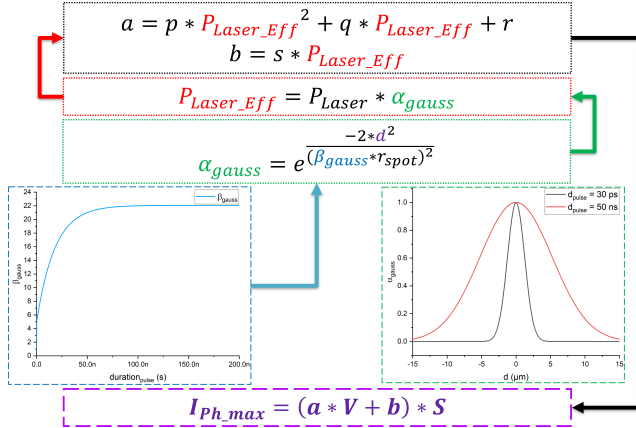 a = p * P_Laser_Eff² + q * P_Laser_Eff + r
b = s * P_Laser_Eff
P_Laser_Eff = P_Laser * α_gauss
α_gauss = e^(−2*d² / (β_gauss*r_spot)²)
β_gauss
24
22
20
18
16
14
12
10
8
6
4
2
0
β_gauss
0.0 50.0n 100.0n 150.0n 200.0n
duration_pulse (s)
d_pulse = 30 ps
d_pulse = 50 ns
1.0
0.8
0.6
0.4
0.2
0.0
α_gauss
-15 -10 -5 0 5 10 15
d (µm)
I_Ph_max = (a * V + b) * S